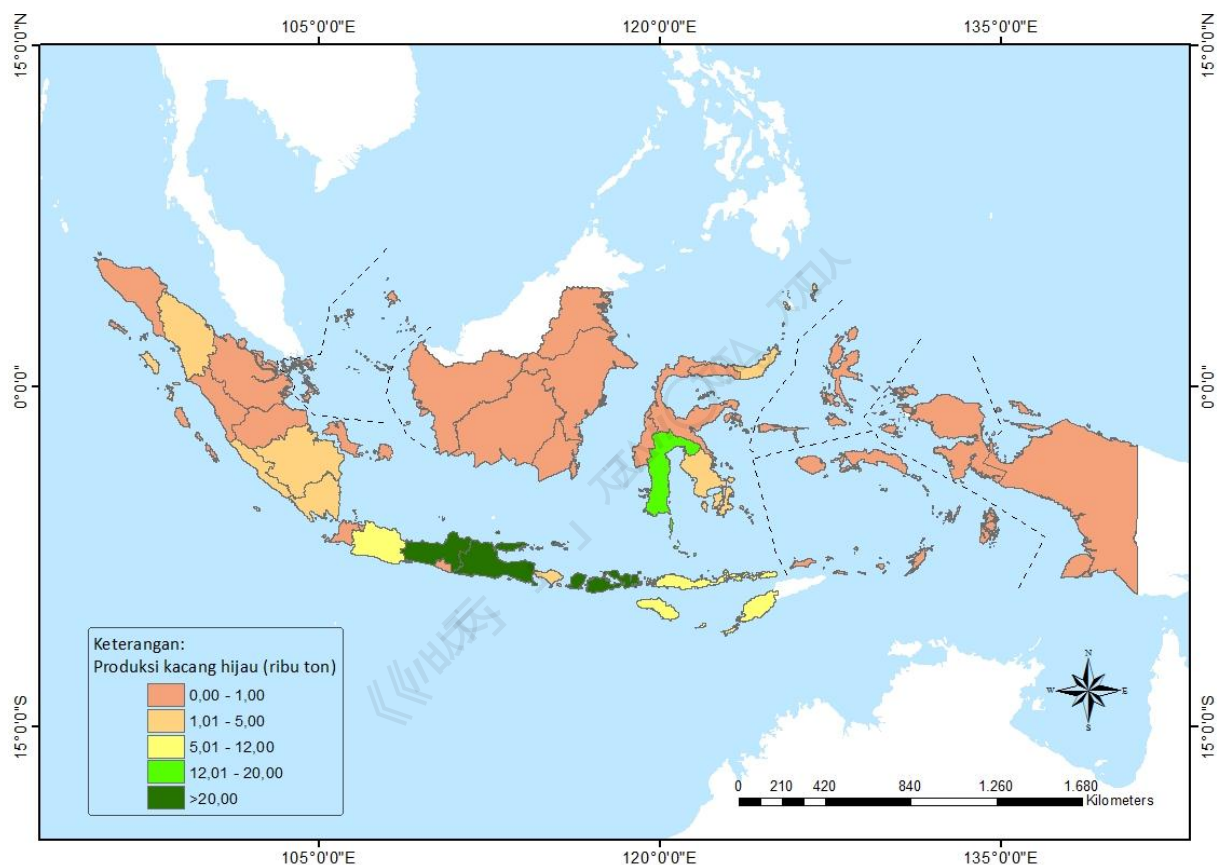 105°0'0"E 120°0'0"E 135°0'0"E
15°0'0"N 15°0'0"N
0°0'0" 0°0'0"
15°0'0"S 15°0'0"S
Keterangan:
Produksi kacang hijau (ribu ton)
0,00 - 1,00
1,01 - 5,00
5,01 - 12,00
12,01 - 20,00
>20,00
N
W E
S
0 210 420 840 1.260 1.680
Kilometers
105°0'0"E 120°0'0"E 135°0'0"E